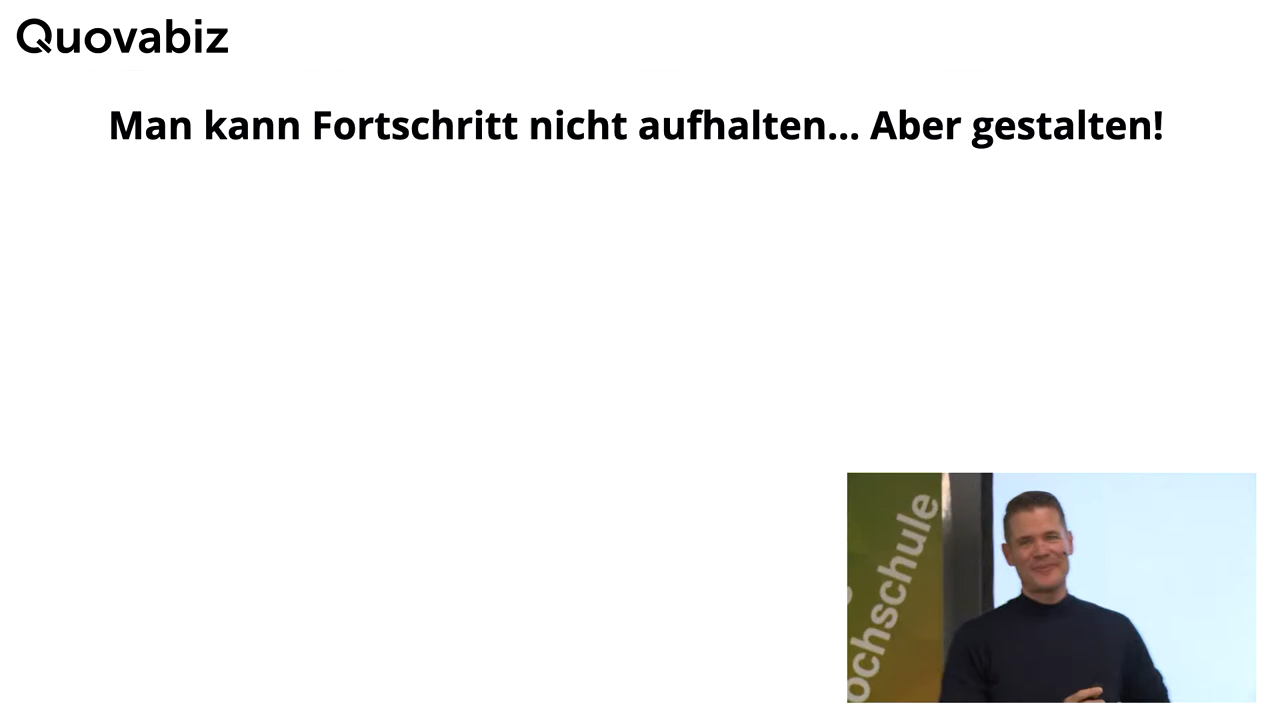 Quovabiz
Man kann Fortschritt nicht aufhalten... Aber gestalten!
ochschule